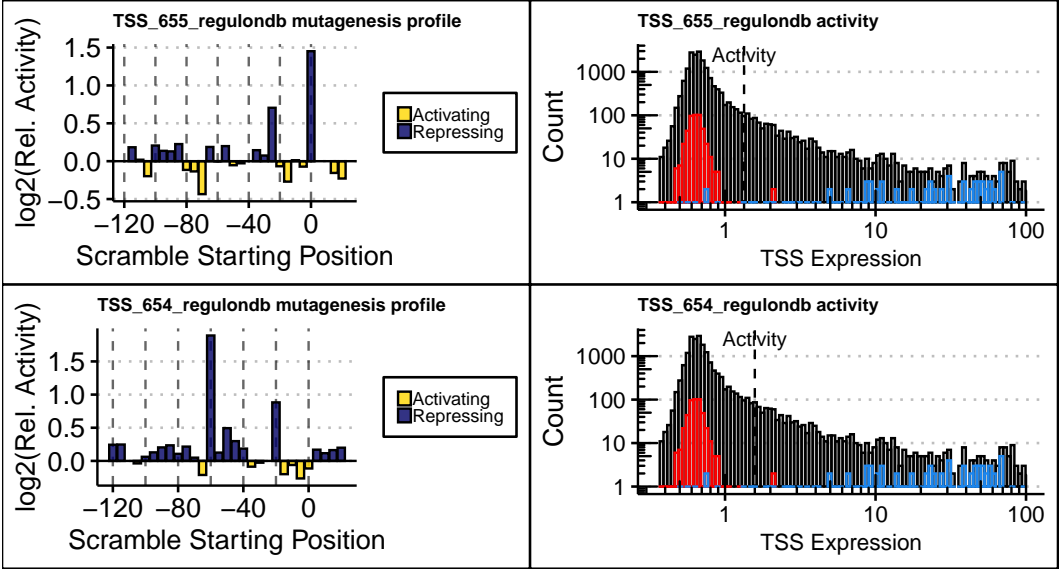 TSS_655_regulondb mutagenesis profile
log2(Rel. Activity)
1.5
1.0
0.5
0.0
−0.5
−120
−80
−40
0
Scramble Starting Position
Activating
Repressing
TSS_655_regulondb activity
Count
1000
100
10
1
Activity
1
10
100
TSS Expression
TSS_654_regulondb mutagenesis profile
log2(Rel. Activity)
1.5
1.0
0.5
0.0
−120
−80
−40
0
Scramble Starting Position
Activating
Repressing
TSS_654_regulondb activity
Count
1000
100
10
1
Activity
1
10
100
TSS Expression